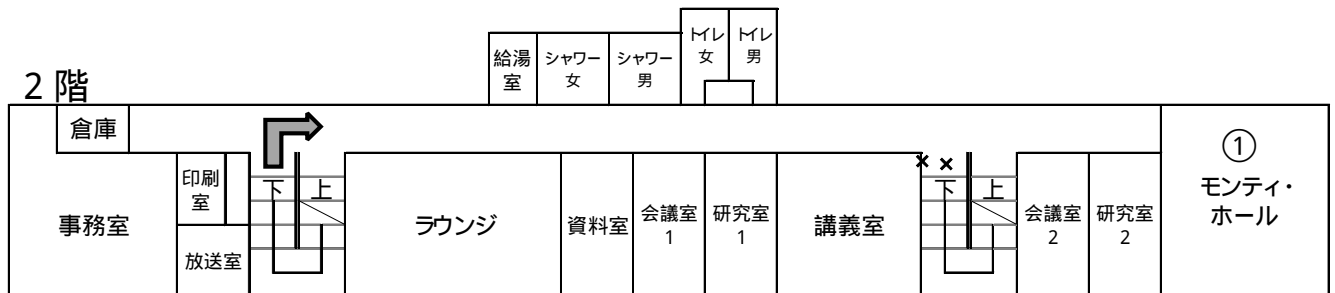 2 階
倉庫
印刷
室
事務室
放送室
下
上
給湯
室
シャワー
女
シャワー
男
トイレ
女
トイレ
男
ラウンジ
資料室
会議室
1
研究室
1
講義室
××
下
上
会議室
2
研究室
2
①
モンティ・
ホール